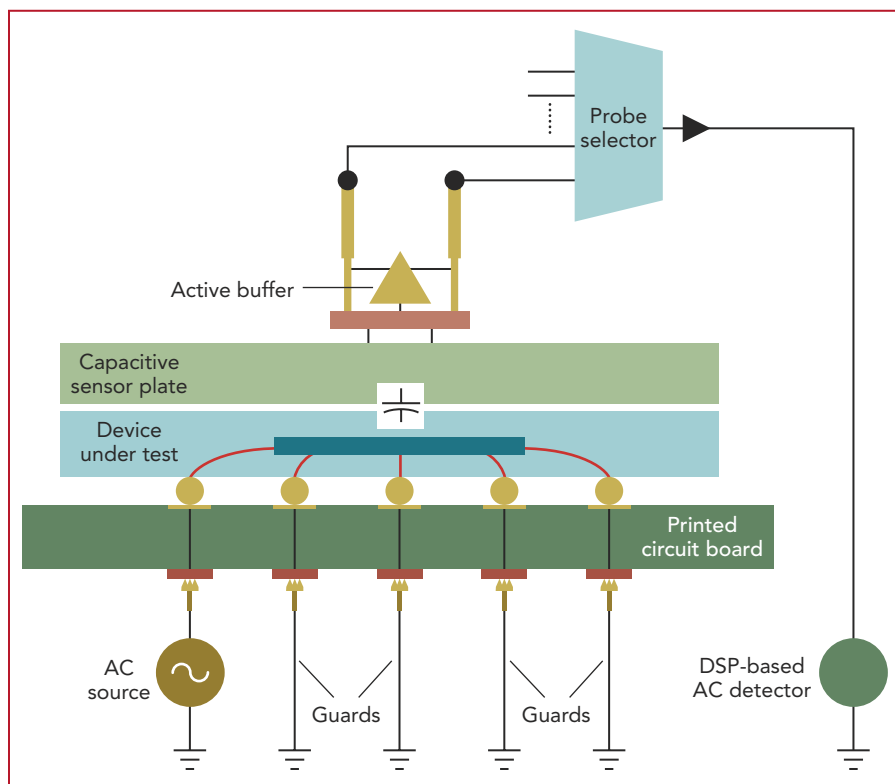 Probe
selector
Active buffer
Capacitive
sensor plate
Device
under test
Printed
circuit board
AC
source
Guards
Guards
DSP-based
AC detector